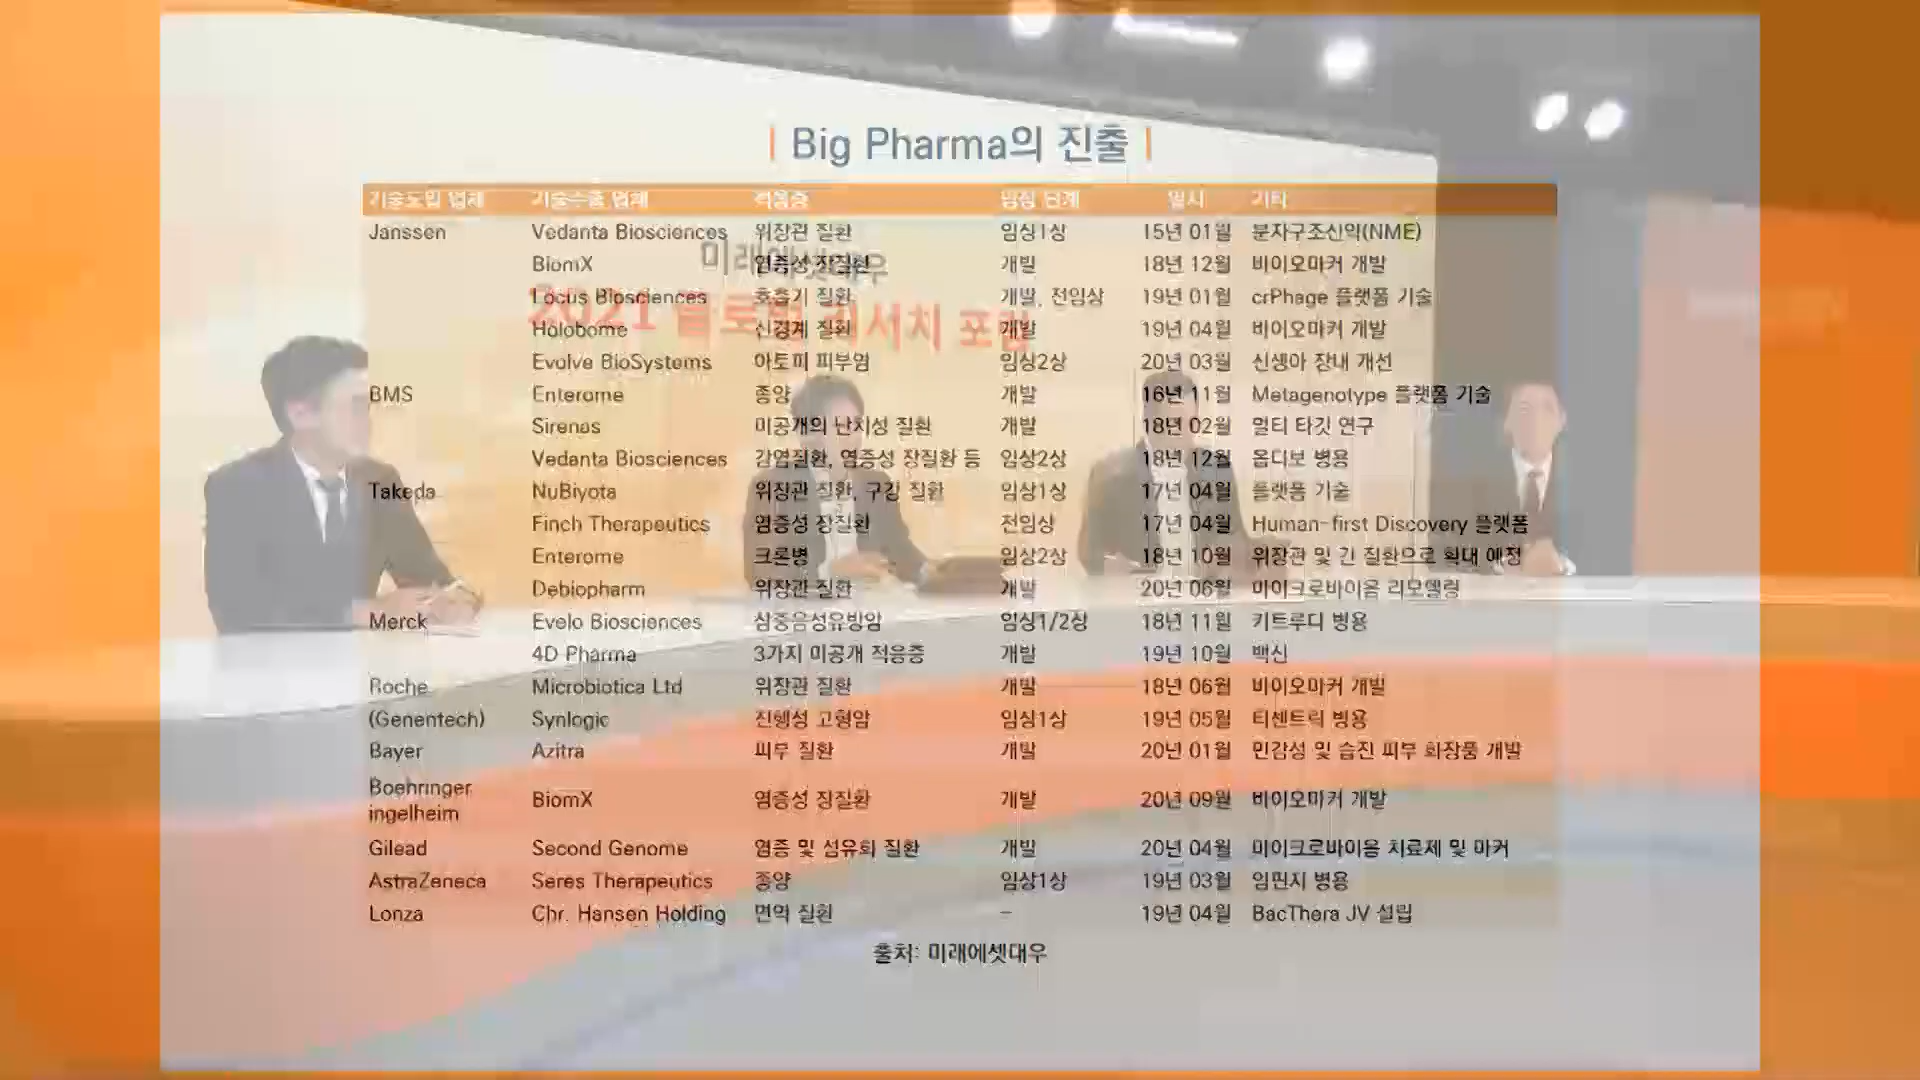 | Big Pharma의 진출 |
기술도입 업체 기술수출 업체 적응증 임상 단계 일시 기타
Janssen Vedanta Biosciences 위장관 질환 임상1상 15년 01월 분자구조신약(NME)
BiomX 염증성 장질환 개발 18년 12월 바이오마커 개발
미래에셋대우
Locus Biosciences 호흡기 질환 개발, 전임상 19년 01월 crPhage 플랫폼 기술
2021 글로벌 리서치 포럼
Holobome 신경계 질환 개발 19년 04월 바이오마커 개발
Evolve BioSystems 아토피 피부염 임상2상 20년 03월 신생아 장내 개선
BMS Enterome 종양 개발 16년 11월 Metagenotype 플랫폼 기술
Sirenas 미공개의 난치성 질환 개발 18년 02월 멀티 타깃 연구
Vedanta Biosciences 감염질환, 염증성 장질환 등 임상2상 18년 12월 옵디보 병용
Takeda NuBiyota 위장관 질환, 구강 질환 임상1상 17년 04월 플랫폼 기술
Finch Therapeutics 염증성 장질환 전임상 17년 04월 Human-first Discovery 플랫폼
Enterome 크론병 임상2상 18년 10월 위장관 및 간 질환으로 확대 예정
Debiopharm 위장관 질환 개발 20년 06월 마이크로바이옴 리모델링
Merck Evelo Biosciences 삼중음성유방암 임상1/2상 18년 11월 키트루다 병용
4D Pharma 3가지 미공개 적응증 개발 19년 10월 백신
Roche Microbiotica Ltd 위장관 질환 개발 18년 06월 바이오마커 개발
(Genentech) Synlogic 진행성 고형암 임상1상 19년 05월 티센트릭 병용
Bayer Azitra 피부 질환 개발 20년 01월 민감성 및 습진 피부 화장품 개발
Boehringer ingelheim BiomX 염증성 장질환 개발 20년 09월 바이오마커 개발
Gilead Second Genome 염증 및 섬유화 질환 개발 20년 04월 마이크로바이옴 치료제 및 마커
AstraZeneca Seres Therapeutics 종양 임상1상 19년 03월 임핀지 병용
Lonza Chr. Hansen Holding 면역 질환 - 19년 04월 BacThera JV 설립
출처: 미래에셋대우